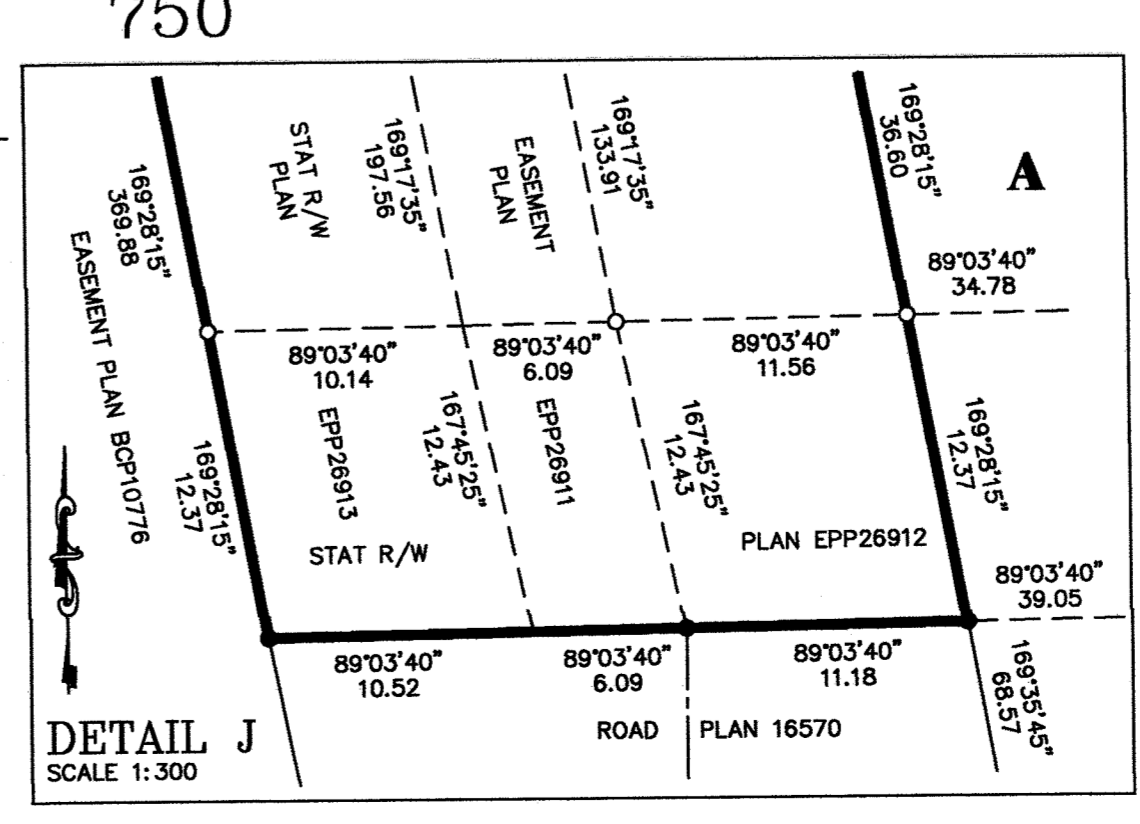 750
169°28'15"
369.88
EASEMENT PLAN BCP10776
STAT R/W
PLAN
169°17'35"
197.56
EASEMENT
PLAN
169°17'35"
133.91
169°28'15"
36.60
A
89°03'40"
34.78
89°03'40"
10.14
89°03'40"
6.09
89°03'40"
11.56
169°28'15"
12.37
EPP26913
167°45'25"
12.43
EPP26911
167°45'25"
12.43
169°28'15"
12.37
STAT R/W
PLAN EPP26912
89°03'40"
39.05
89°03'40"
10.52
89°03'40"
6.09
89°03'40"
11.18
169°35'45"
68.57
ROAD PLAN 16570
DETAIL J
SCALE 1:300